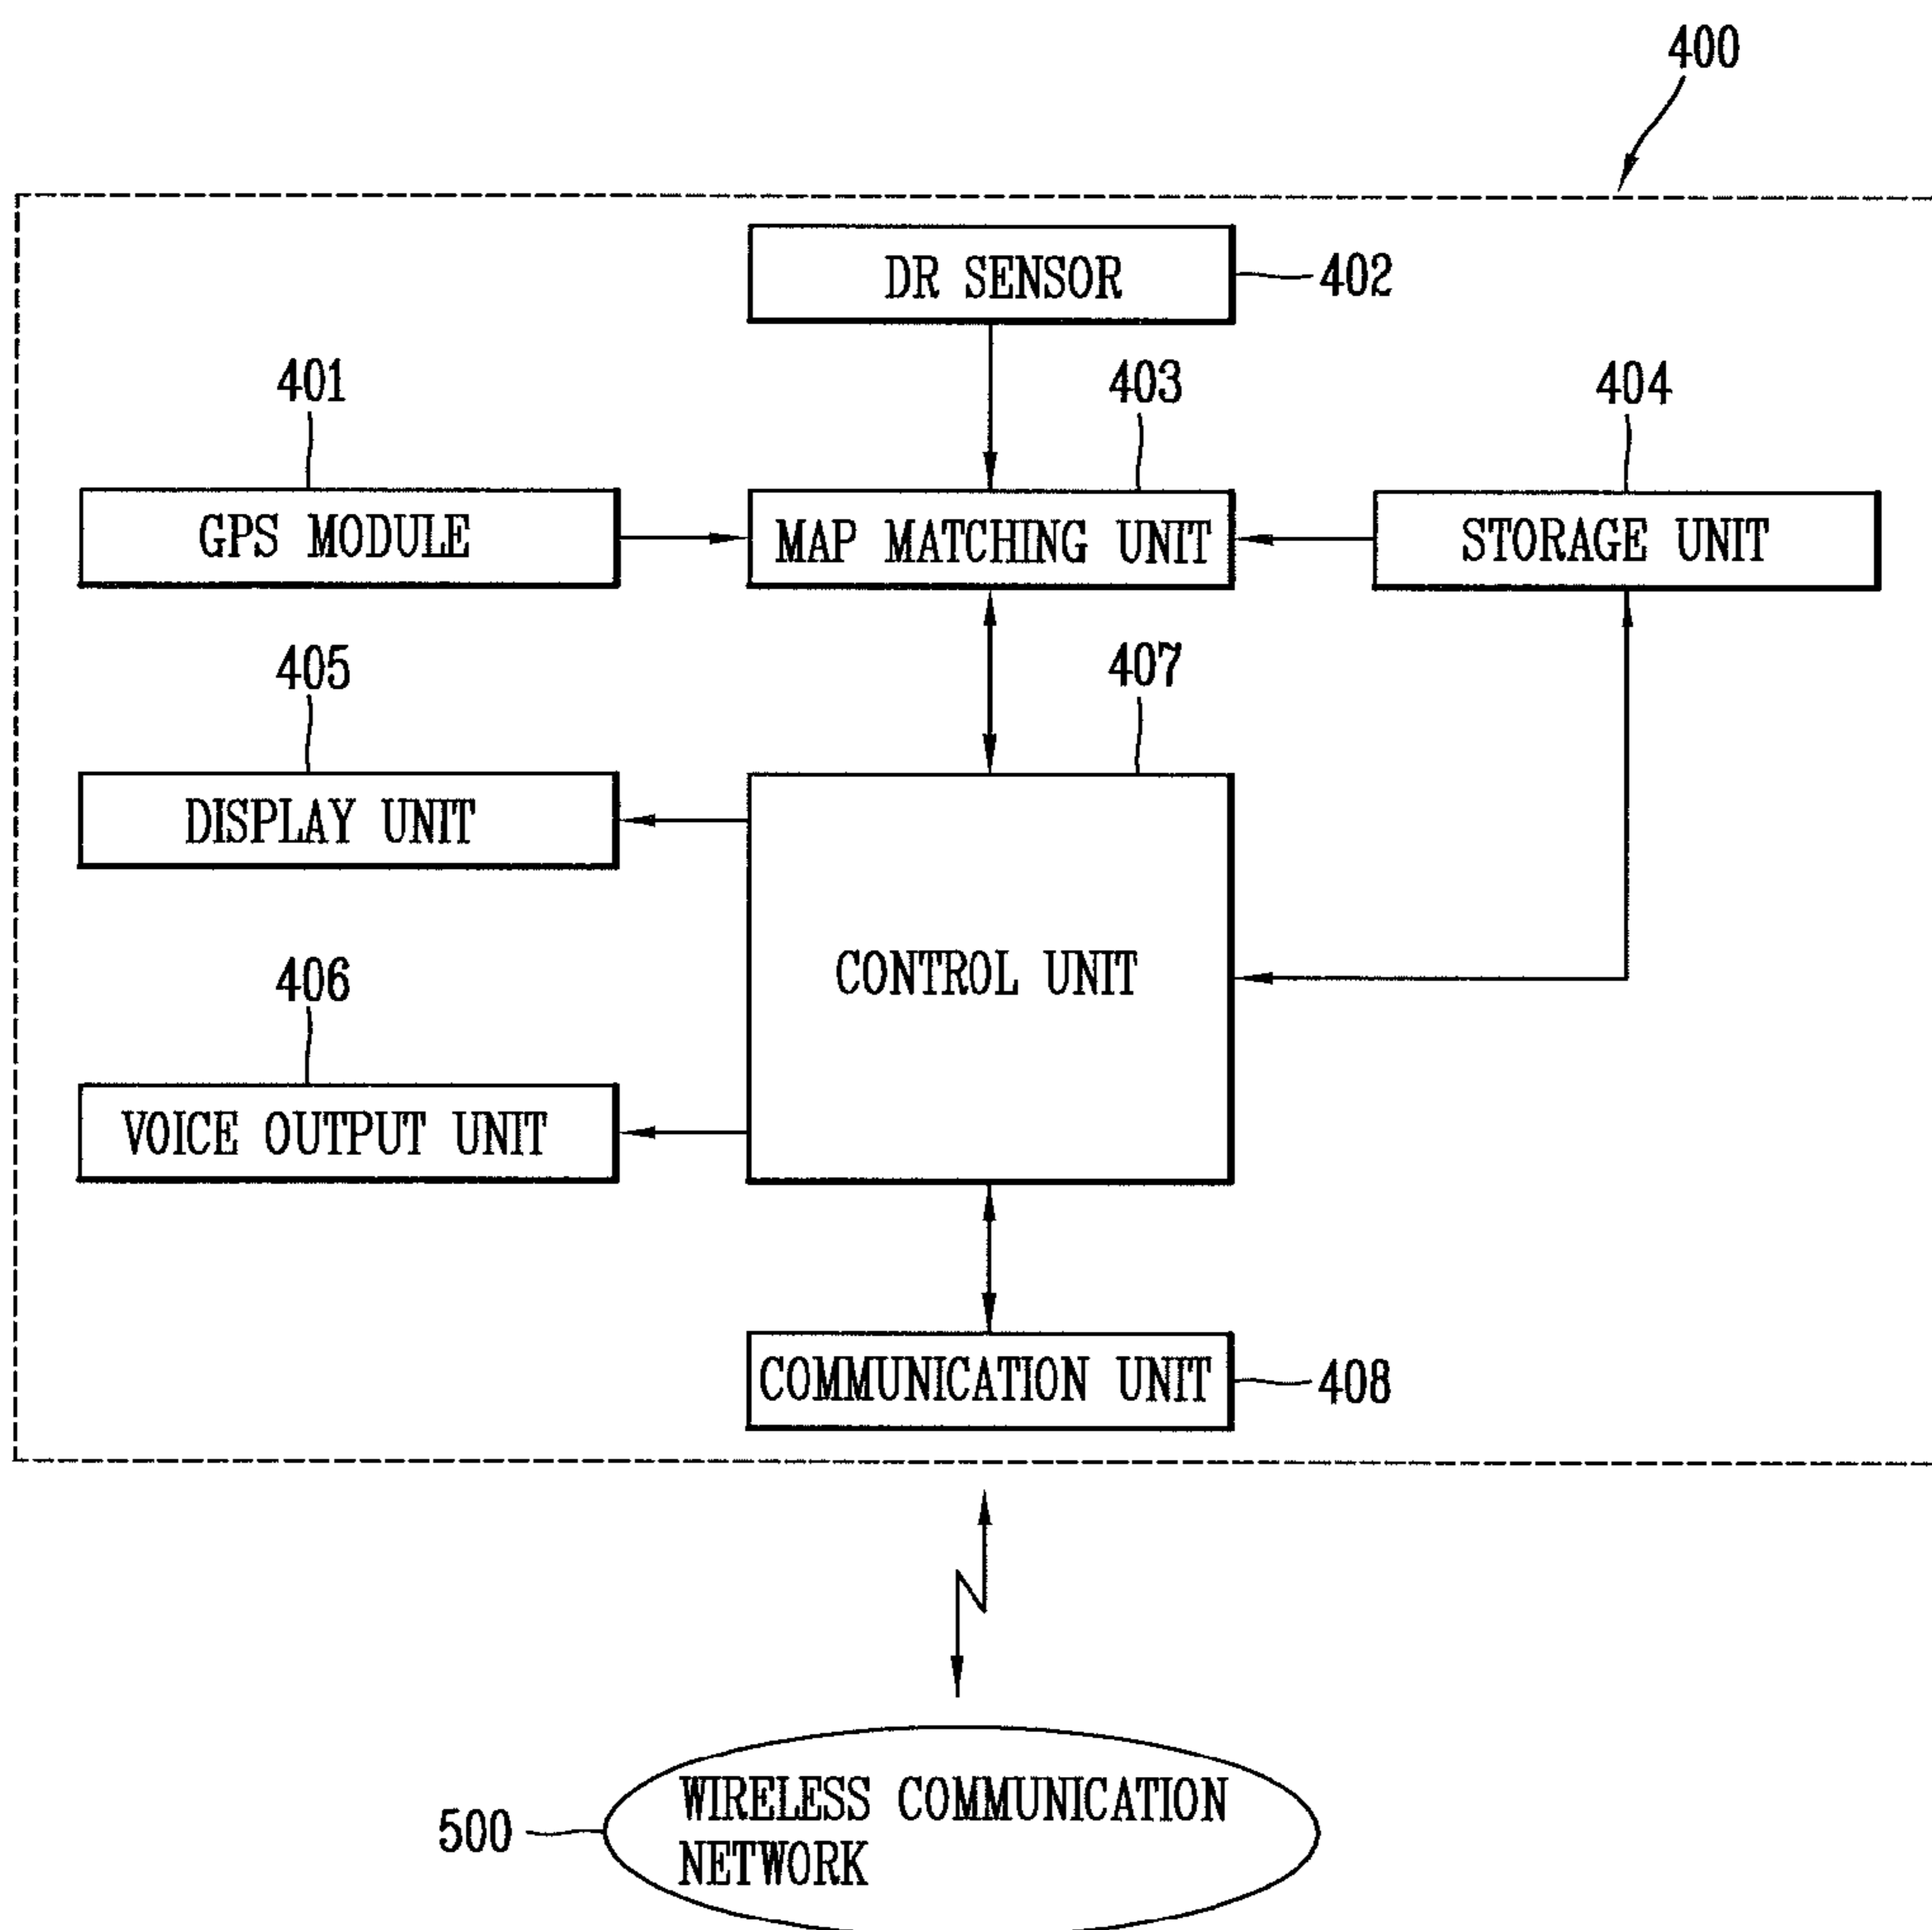 400
DR SENSOR
402
401
403
404
GPS MODULE
MAP MATCHING UNIT
STORAGE UNIT
405
407
DISPLAY UNIT
CONTROL UNIT
406
VOICE OUTPUT UNIT
COMMUNICATION UNIT
408
500
WIRELESS COMMUNICATION
NETWORK